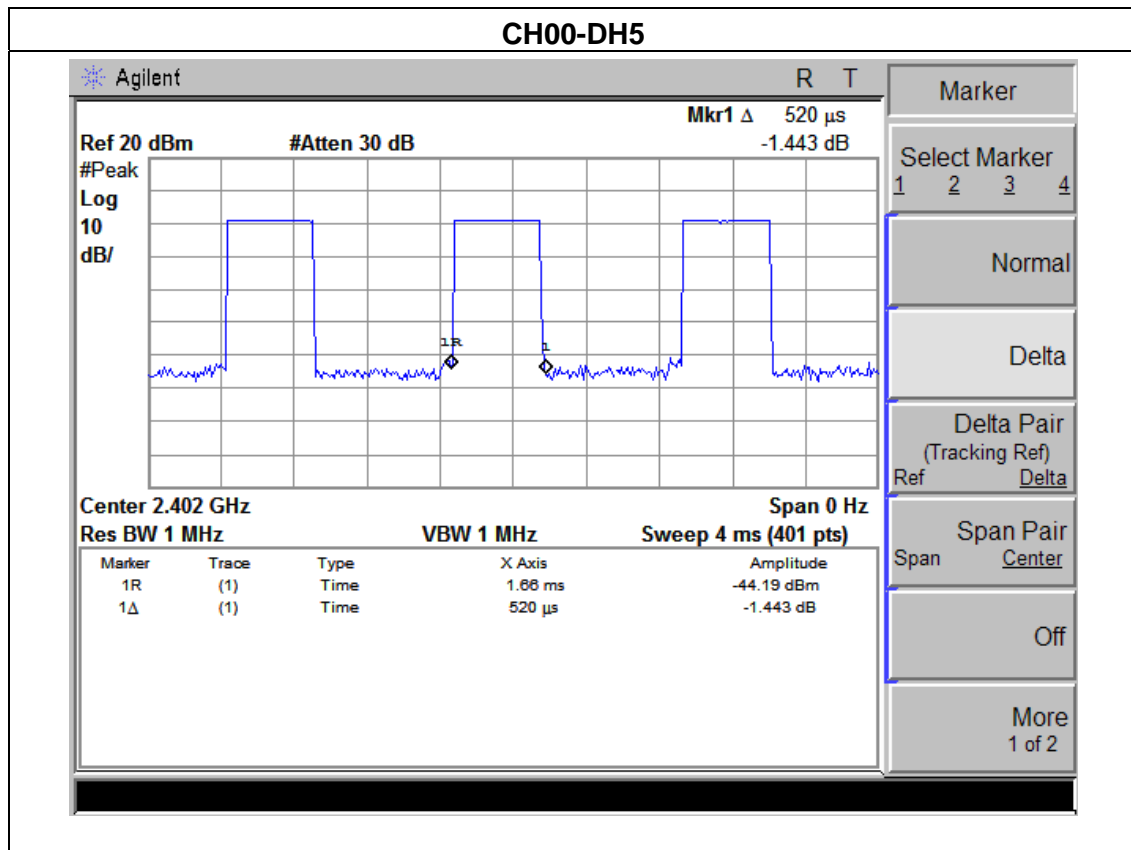 CH00-DH5
Agilent R T
Mkr1 Δ 520 μs
Ref 20 dBm #Atten 30 dB -1.443 dB
#Peak
Log
10
dB/
1R
1
Center 2.402 GHz Span 0 Hz
Res BW 1 MHz VBW 1 MHz Sweep 4 ms (401 pts)
Marker Trace Type X Axis Amplitude
1R (1) Time 1.66 ms -44.19 dBm
1Δ (1) Time 520 μs -1.443 dB
Marker
Select Marker
1 2 3 4
Normal
Delta
Delta Pair
(Tracking Ref)
Ref Delta
Span Pair
Span Center
Off
More
1 of 2